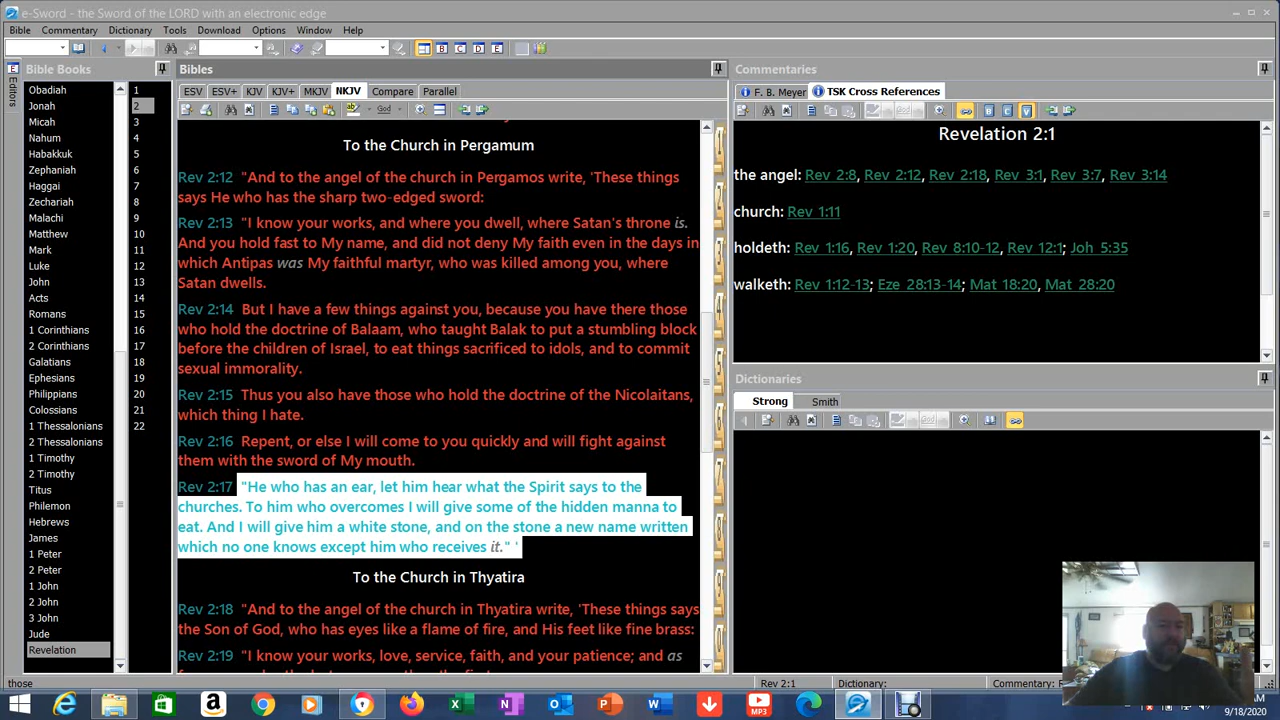 e-Sword - the Sword of the LORD with an electronic edge
Bible Commentary Dictionary Tools Download Options Window Help
B C D E
Editors
Bible Books
Obadiah
Jonah
Micah
Nahum
Habakkuk
Zephaniah
Haggai
Zechariah
Malachi
Matthew
Mark
Luke
John
Acts
Romans
1 Corinthians
2 Corinthians
Galatians
Ephesians
Philippians
Colossians
1 Thessalonians
2 Thessalonians
1 Timothy
2 Timothy
Titus
Philemon
Hebrews
James
1 Peter
2 Peter
1 John
2 John
3 John
Jude
Revelation
1
2
3
4
5
6
7
8
9
10
11
12
13
14
15
16
17
18
19
20
21
22
Bibles
ESV ESV+ KJV KJV+ MKJV NKJV Compare Parallel
God
To the Church in Pergamum
Rev 2:12 "And to the angel of the church in Pergamos write, 'These things
says He who has the sharp two-edged sword:
Rev 2:13 "I know your works, and where you dwell, where Satan's throne is.
And you hold fast to My name, and did not deny My faith even in the days in
which Antipas was My faithful martyr, who was killed among you, where
Satan dwells.
Rev 2:14 But I have a few things against you, because you have there those
who hold the doctrine of Balaam, who taught Balak to put a stumbling block
before the children of Israel, to eat things sacrificed to idols, and to commit
sexual immorality.
Rev 2:15 Thus you also have those who hold the doctrine of the Nicolaitans,
which thing I hate.
Rev 2:16 Repent, or else I will come to you quickly and will fight against
them with the sword of My mouth.
Rev 2:17 "He who has an ear, let him hear what the Spirit says to the
churches. To him who overcomes I will give some of the hidden manna to
eat. And I will give him a white stone, and on the stone a new name written
which no one knows except him who receives it." '
To the Church in Thyatira
Rev 2:18 "And to the angel of the church in Thyatira write, 'These things says
the Son of God, who has eyes like a flame of fire, and His feet like fine brass:
Rev 2:19 "I know your works, love, service, faith, and your patience; and as
Commentaries
F. B. Meyer TSK Cross References
God B C V
Revelation 2:1
the angel: Rev 2:8, Rev 2:12, Rev 2:18, Rev 3:1, Rev 3:7, Rev 3:14
church: Rev 1:11
holdeth: Rev 1:16, Rev 1:20, Rev 8:10-12, Rev 12:1; Joh 5:35
walketh: Rev 1:12-13; Eze 28:13-14; Mat 18:20, Mat 28:20
Dictionaries
Strong Smith
God
those
Rev 2:1
Dictionary:
Commentary:
MP3
9/18/2020